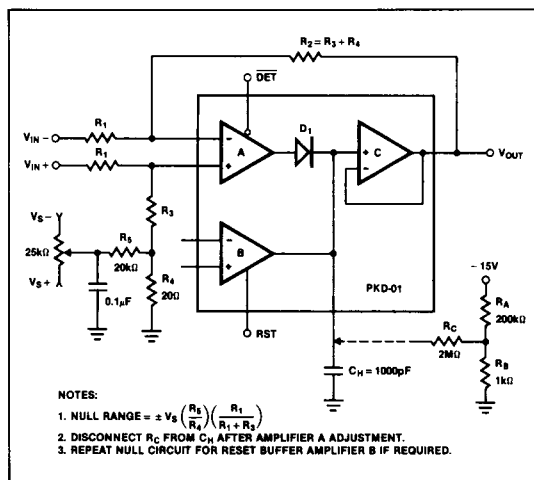 R2 = R3 + R4
DET
R1
VIN −
R1
VIN +
A
D1
C
VOUT
VS−
25kΩ
VS+
R5
20kΩ
0.1μF
R3
R4
20Ω
B
PKD-01
RST
− 15V
RA
200kΩ
RC
2MΩ
RB
1kΩ
CH = 1000pF
NOTES:
1. NULL RANGE = ± VS (R5/R4) (R1/R1 + R3)
2. DISCONNECT RC FROM CH AFTER AMPLIFIER A ADJUSTMENT.
3. REPEAT NULL CIRCUIT FOR RESET BUFFER AMPLIFIER B IF REQUIRED.